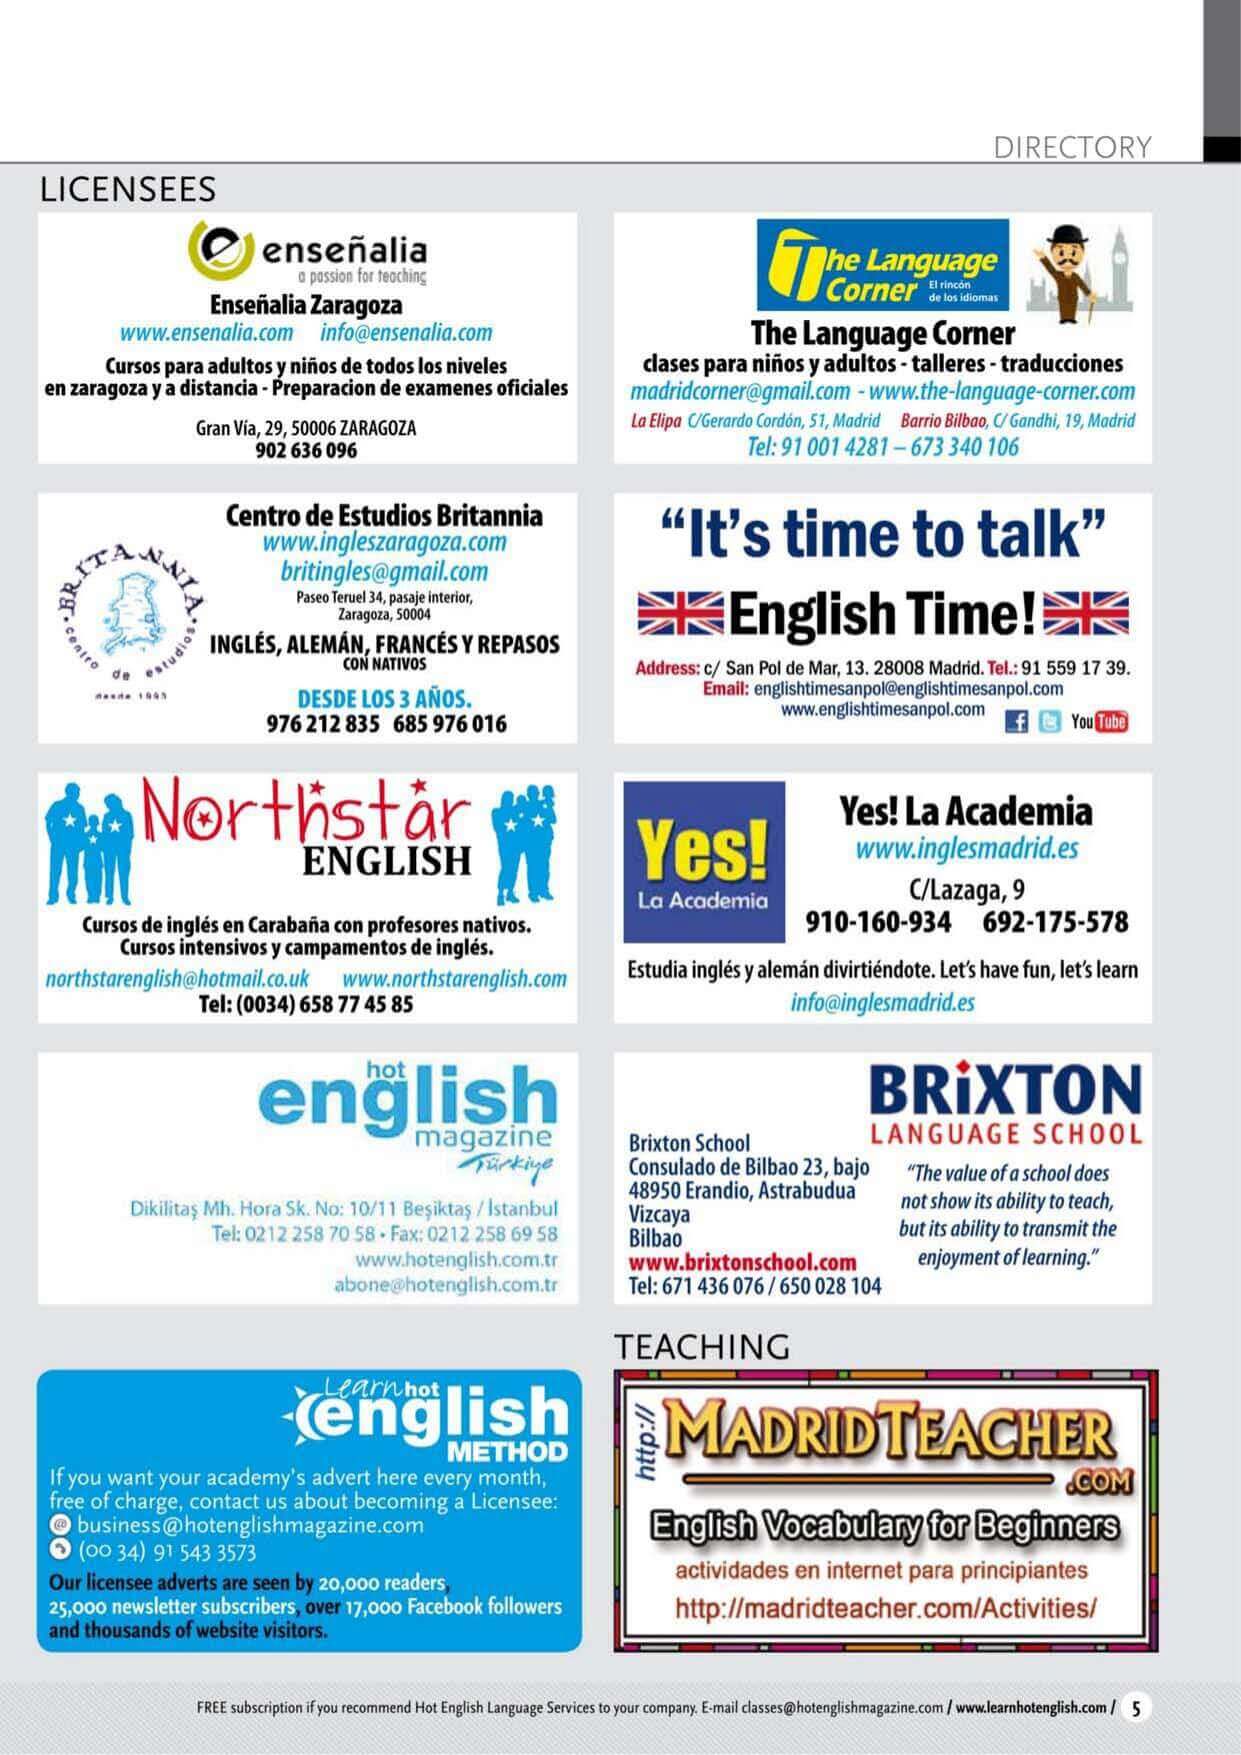 DIRECTORY
LICENSEES
enseñalia
a passion for teaching
Enseñalia Zaragoza
www.ensenalia.com info@ensenalia.com
Cursos para adultos y niños de todos los niveles
en zaragoza y a distancia - Preparacion de examenes oficiales
Gran Vía, 29, 50006 ZARAGOZA
902 636 096
The Language
Corner El rincón
de los idiomas
The Language Corner
clases para niños y adultos - talleres - traducciones
madridcorner@gmail.com - www.the-language-corner.com
La Elipa C/Gerardo Cordón, 51, Madrid Barrio Bilbao, C/ Gandhi, 19, Madrid
Tel: 91 001 4281 – 673 340 106
BRITANNIA
centro de estudios
desde 1993
Centro de Estudios Britannia
www.ingleszaragoza.com
britingles@gmail.com
Paseo Teruel 34, pasaje interior,
Zaragoza, 50004
INGLÉS, ALEMÁN, FRANCÉS Y REPASOS
CON NATIVOS
DESDE LOS 3 AÑOS.
976 212 835 685 976 016
“It’s time to talk”
English Time!
Address: c/ San Pol de Mar, 13. 28008 Madrid. Tel.: 91 559 17 39.
Email: englishtimesanpol@englishtimesanpol.com
www.englishtimesanpol.com
You Tube
Northstar
ENGLISH
Cursos de inglés en Carabaña con profesores nativos.
Cursos intensivos y campamentos de inglés.
northstarenglish@hotmail.co.uk www.northstarenglish.com
Tel: (0034) 658 77 45 85
Yes!
La Academia
Yes! La Academia
www.inglesmadrid.es
C/Lazaga, 9
910-160-934 692-175-578
Estudia inglés y alemán divirtiéndote. Let’s have fun, let’s learn
info@inglesmadrid.es
hot
english
magazine
Türkiye
Dikilitaş Mh. Hora Sk. No: 10/11 Beşiktaş / İstanbul
Tel: 0212 258 70 58 • Fax: 0212 258 69 58
www.hotenglish.com.tr
abone@hotenglish.com.tr
BRiXTON
LANGUAGE SCHOOL
Brixton School
Consulado de Bilbao 23, bajo
48950 Erandio, Astrabudua
Vizcaya
Bilbao
www.brixtonschool.com
Tel: 671 436 076 / 650 028 104
“The value of a school does
not show its ability to teach,
but its ability to transmit the
enjoyment of learning.”
Learn hot
english
METHOD
If you want your academy’s advert here every month,
free of charge, contact us about becoming a Licensee:
@ business@hotenglishmagazine.com
(00 34) 91 543 3573
Our licensee adverts are seen by 20,000 readers,
25,000 newsletter subscribers, over 17,000 Facebook followers
and thousands of website visitors.
TEACHING
http://
MADRIDTEACHER
.COM
English Vocabulary for Beginners
actividades en internet para principiantes
http://madridteacher.com/Activities/
FREE subscription if you recommend Hot English Language Services to your company. E-mail classes@hotenglishmagazine.com / www.learnhotenglish.com / 5